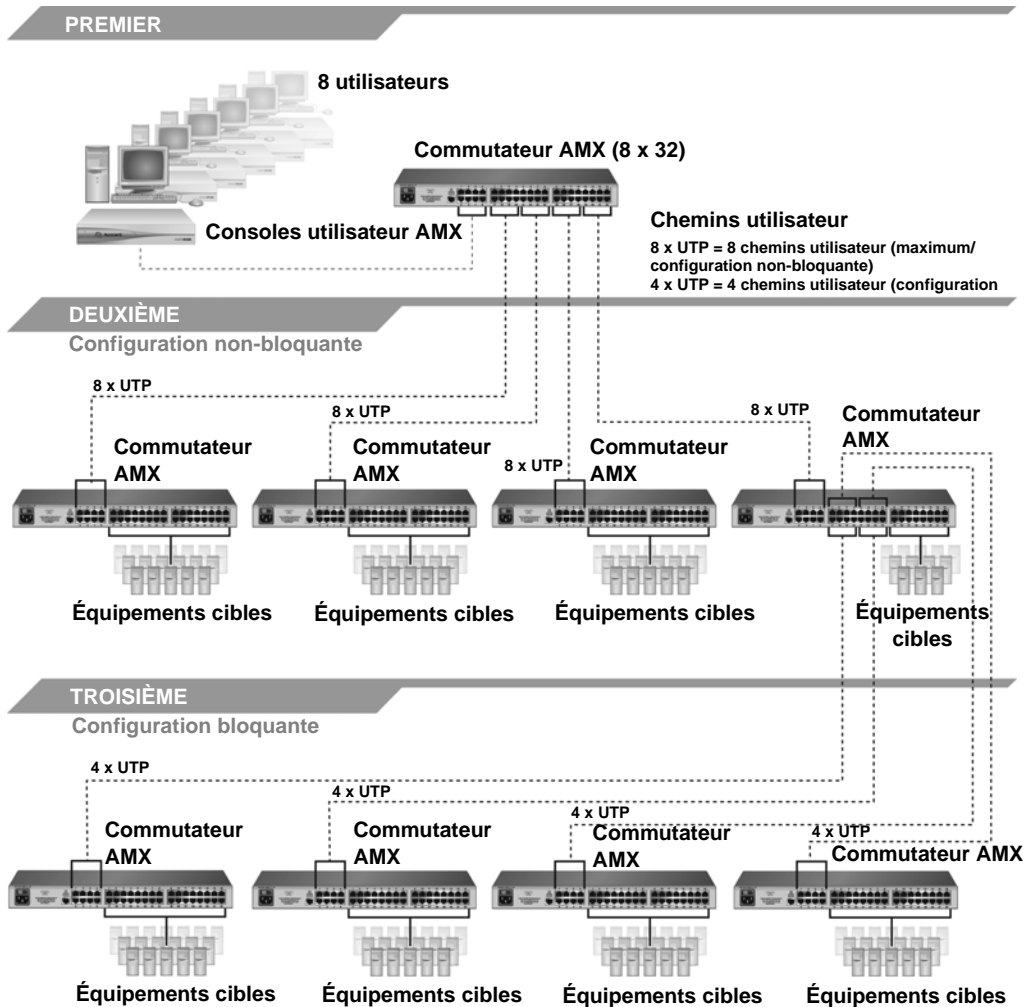 PREMIER
8 utilisateurs
Commutateur AMX (8 x 32)
Consoles utilisateur AMX
Chemins utilisateur
8 x UTP = 8 chemins utilisateur (maximum/
configuration non-bloquante)
4 x UTP = 4 chemins utilisateur (configuration
DEUXIÈME
Configuration non-bloquante
8 x UTP
8 x UTP
8 x UTP
8 x UTP
Commutateur
AMX
Commutateur
AMX
Commutateur
AMX
Commutateur
AMX
Équipements cibles
Équipements cibles
Équipements cibles
Équipements
cibles
TROISIÈME
Configuration bloquante
4 x UTP
4 x UTP
4 x UTP
4 x UTP
Commutateur
AMX
Commutateur
AMX
Commutateur
AMX
Commutateur AMX
Équipements cibles
Équipements cibles
Équipements cibles
Équipements cibles